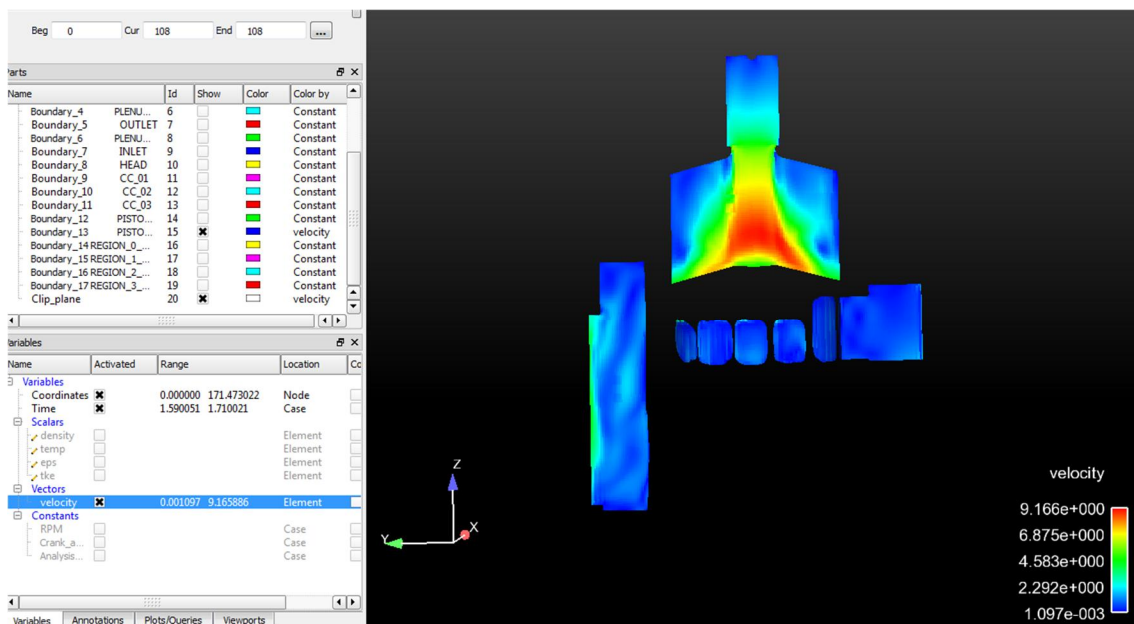 Beg 0 Cur 108 End 108 ...
Parts
Name Id Show Color Color by
Boundary_4 PLENU... 6 Constant
Boundary_5 OUTLET 7 Constant
Boundary_6 PLENU... 8 Constant
Boundary_7 INLET 9 Constant
Boundary_8 HEAD 10 Constant
Boundary_9 CC_01 11 Constant
Boundary_10 CC_02 12 Constant
Boundary_11 CC_03 13 Constant
Boundary_12 PISTO... 14 Constant
Boundary_13 PISTO... 15 velocity
Boundary_14 REGION_0_... 16 Constant
Boundary_15 REGION_1_... 17 Constant
Boundary_16 REGION_2_... 18 Constant
Boundary_17 REGION_3_... 19 Constant
Clip_plane 20 velocity
Variables
Name Activated Range Location Co
Variables
Coordinates 0.000000 171.473022 Node
Time 1.590051 1.710021 Case
Scalars
density Element
temp Element
eps Element
tke Element
Vectors
velocity 0.001097 9.165886 Element
Constants
RPM Case
Crank_a... Case
Analysis... Case
Variables Annotations Plots/Queries Viewports
Z
X
Y
velocity
9.166e+000
6.875e+000
4.583e+000
2.292e+000
1.097e-003